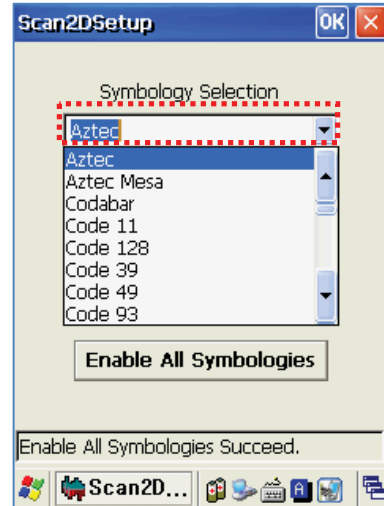 Scan2DSetup OK
Symbology Selection
Aztec
Aztec
Aztec Mesa
Codabar
Code 11
Code 128
Code 39
Code 49
Code 93
Enable All Symbologies
Enable All Symbologies Succeed.
Scan2D... A